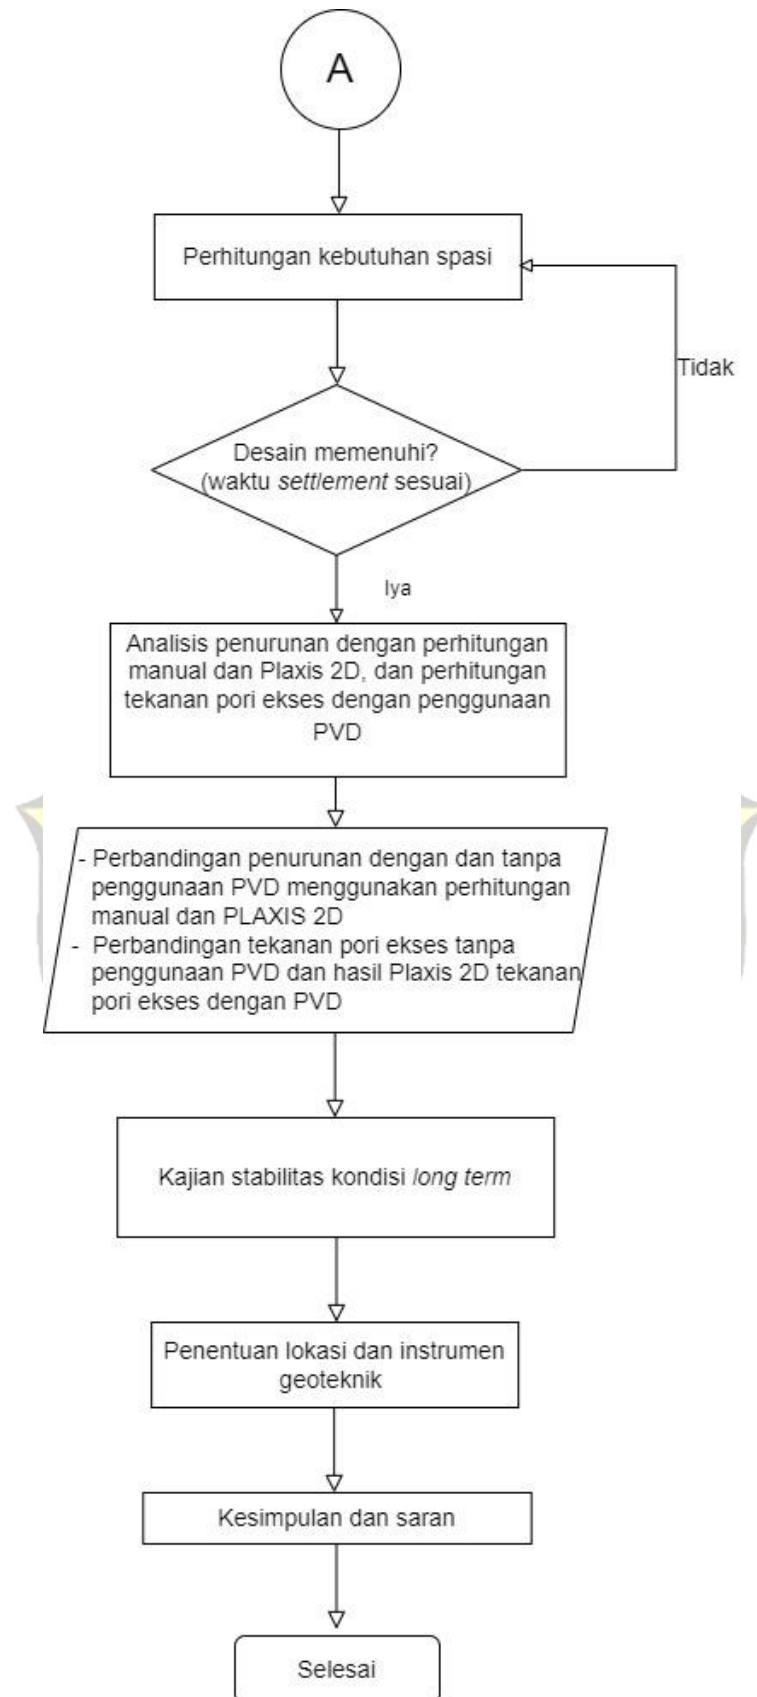 A
Perhitungan kebutuhan spasi
Tidak
Desain memenuhi?
(waktu settlement sesuai)
Iya
Analisis penurunan dengan perhitungan
manual dan Plaxis 2D, dan perhitungan
tekanan pori ekses dengan penggunaan
PVD
- Perbandingan penurunan dengan dan tanpa
penggunaan PVD menggunakan perhitungan
manual dan PLAXIS 2D
- Perbandingan tekanan pori ekses tanpa
penggunaan PVD dan hasil Plaxis 2D tekanan
pori ekses dengan PVD
Kajian stabilitas kondisi long term
Penentuan lokasi dan instrumen
geoteknik
Kesimpulan dan saran
Selesai